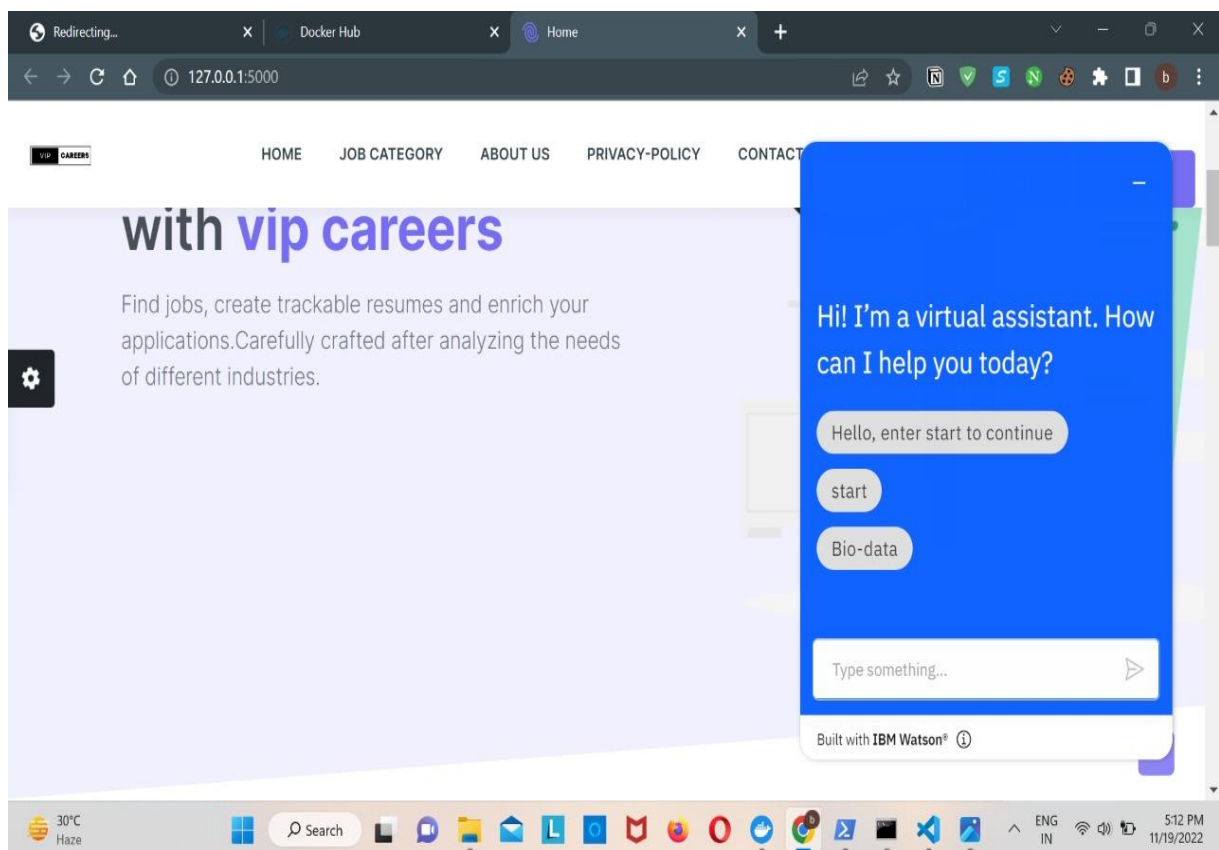 Redirecting...
Docker Hub
Home
127.0.0.1:5000
b
VIP CAREERS
HOME JOB CATEGORY ABOUT US PRIVACY-POLICY CONTACT
with vip careers
Find jobs, create trackable resumes and enrich your
applications.Carefully crafted after analyzing the needs
of different industries.
Hi! I'm a virtual assistant. How
can I help you today?
Hello, enter start to continue
start
Bio-data
Type something...
Built with IBM Watson®
30°C
Haze
Search
ENG
IN
5:12 PM
11/19/2022